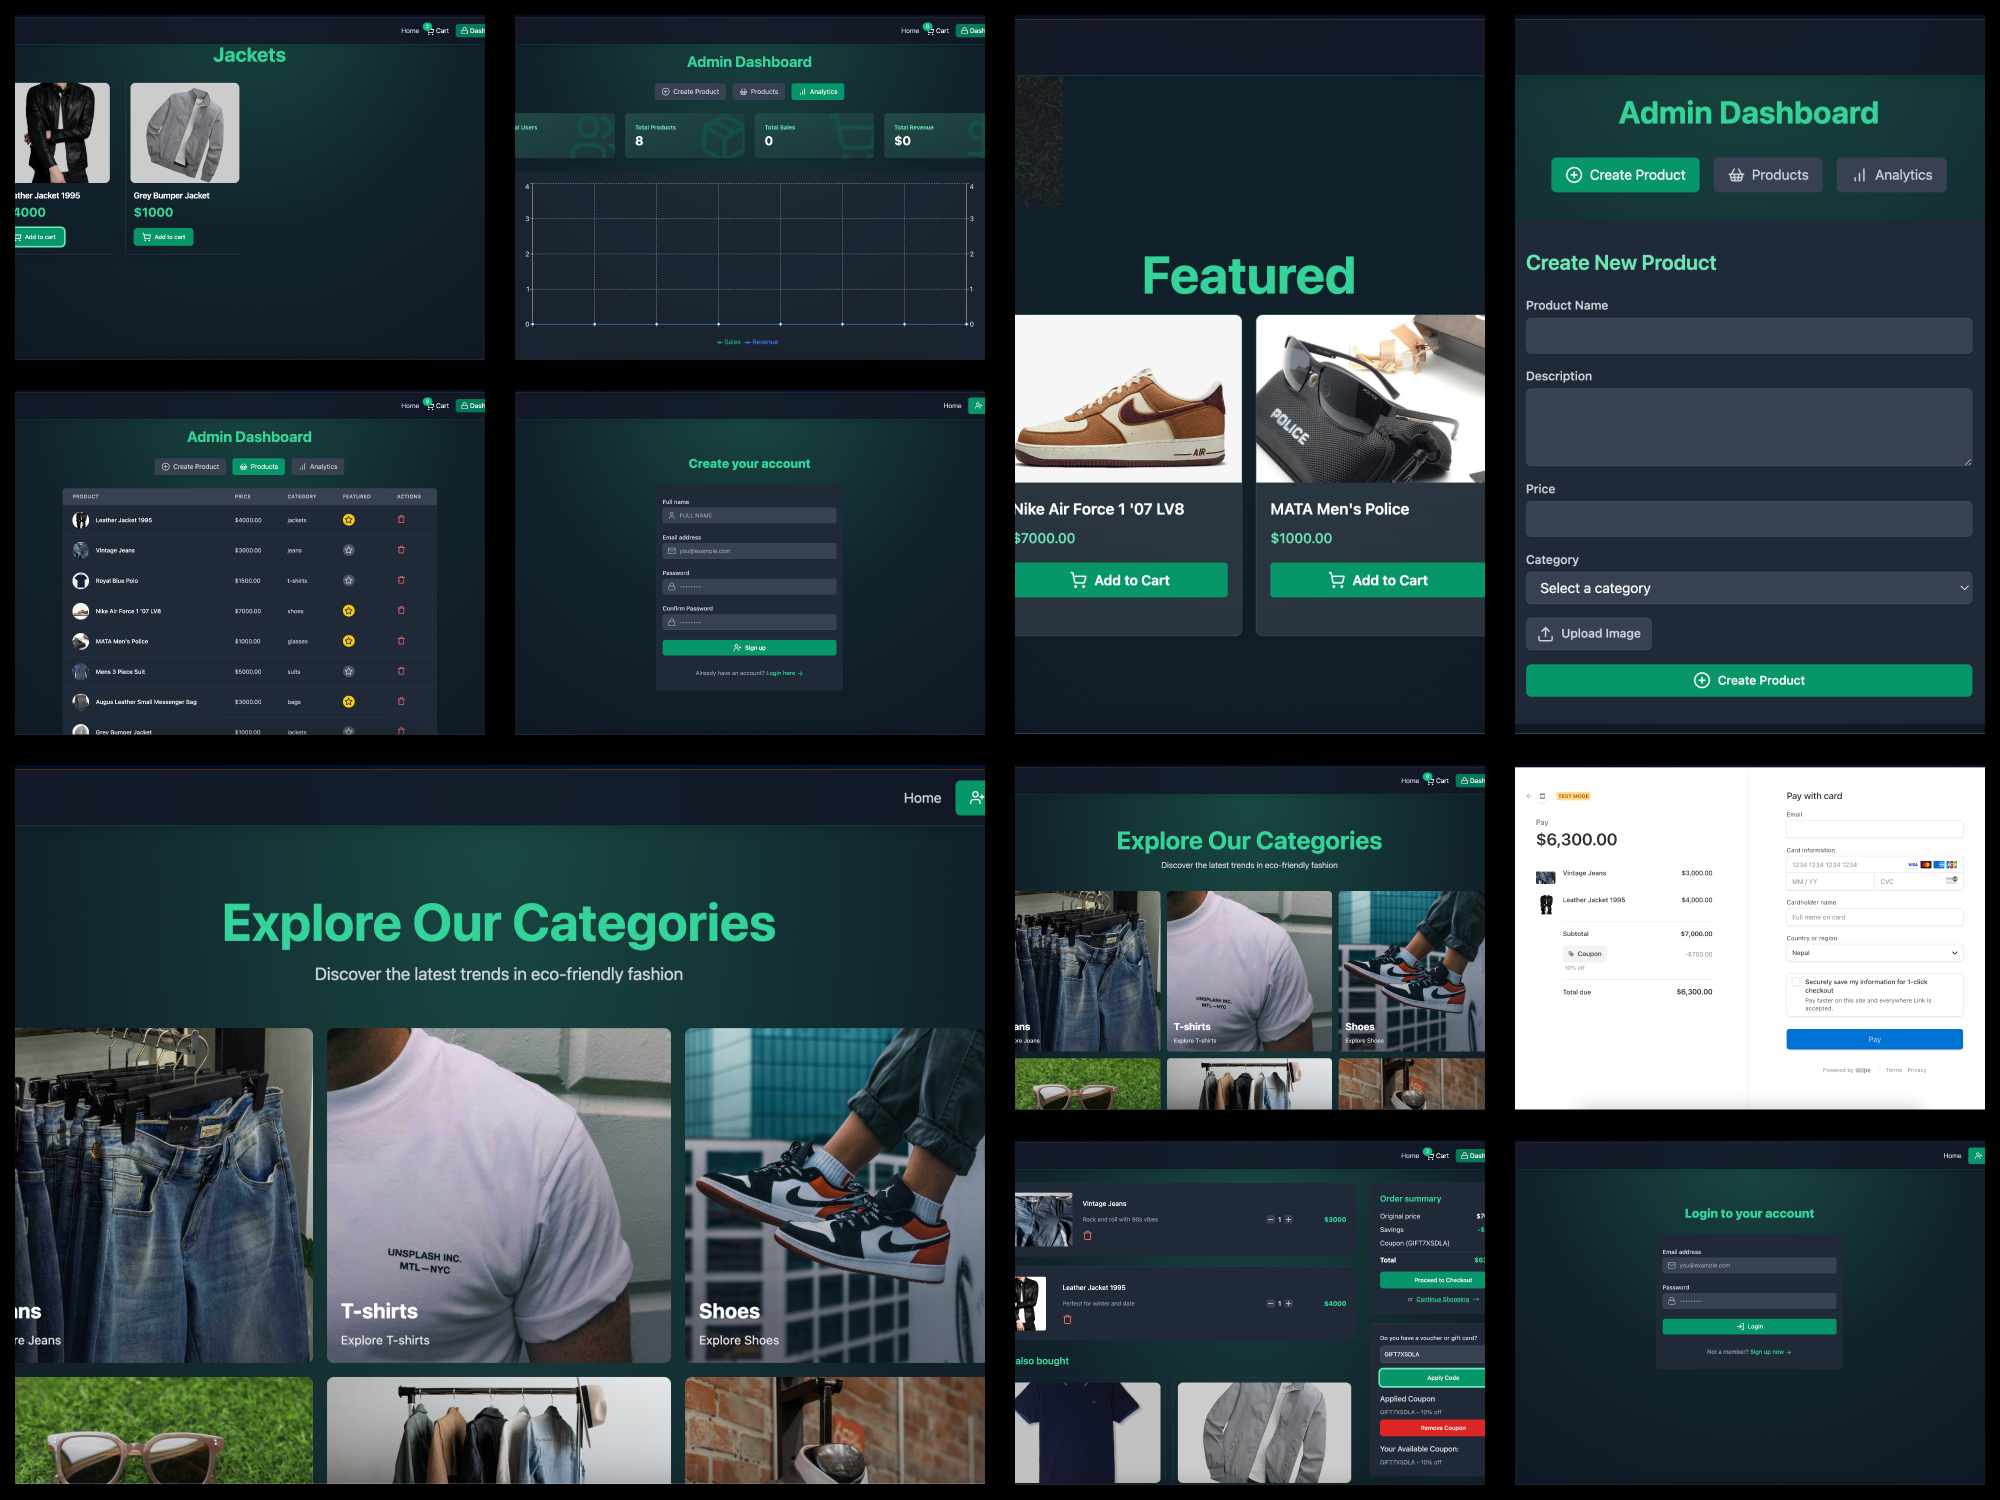 Home
5
Cart
Dash
Jackets
ather Jacket 1995
4000
Add to cart
Grey Bumper Jacket
$1000
Add to cart
Home
Cart
Dash
Admin Dashboard
Create Product
Products
Analytics
al Users
Total Products
8
Total Sales
0
Total Revenue
$0
4
3
2
1
0
4
3
2
1
0
Sales
Revenue
Featured
Nike Air Force 1 '07 LV8
$7000.00
Add to Cart
AIR
POLICE
MATA Men's Police
$1000.00
Add to Cart
Admin Dashboard
Create Product
Products
Analytics
Create New Product
Product Name
Description
Price
Category
Select a category
Upload Image
Create Product
Home
Cart
Dash
Admin Dashboard
Create Product
Products
Analytics
PRODUCT PRICE CATEGORY FEATURED ACTIONS
Leather Jacket 1995 $4000.00 jackets
Vintage Jeans $3000.00 jeans
Royal Blue Polo $1500.00 t-shirts
Nike Air Force 1 '07 LV8 $7000.00 shoes
MATA Men's Police $1000.00 glasses
Mens 3 Piece Suit $5000.00 suits
Augus Leather Small Messenger Bag $3000.00 bags
Grey Bumper Jacket $1000.00 jackets
Home
Create your account
Full name
FULL NAME
Email address
you@example.com
Password
Confirm Password
Sign up
Already have an account? Login here →
Home
Explore Our Categories
Discover the latest trends in eco-friendly fashion
ans
re Jeans
UNSPLASH INC.
MTL—NYC
T-shirts
Explore T-shirts
Shoes
Explore Shoes
Home
Cart
Dash
Explore Our Categories
Discover the latest trends in eco-friendly fashion
ans
re Jeans
UNSPLASH INC.
MTL—NYC
T-shirts
Explore T-shirts
Shoes
Explore Shoes
TEST MODE
Pay
$6,300.00
Vintage Jeans $3,000.00
Leather Jacket 1995 $4,000.00
Subtotal $7,000.00
Coupon -$700.00
10% off
Total due $6,300.00
Pay with card
Email
Card information
1234 1234 1234 1234
VISA
MM / YY
CVC
Cardholder name
Full name on card
Country or region
Nepal
Securely save my information for 1-click
checkout
Pay faster on this site and everywhere Link is
accepted.
Pay
Powered by stripe
Terms Privacy
Home
Cart
Dash
Vintage Jeans
Rock and roll with 90s vibes
1
$3000
Leather Jacket 1995
Perfect for winter and date
1
$4000
also bought
Order summary
Original price $7
Savings
Coupon (GIFT7XSDLA)
Total $63
Proceed to Checkout
or Continue Shopping →
Do you have a voucher or gift card?
GIFT7XSDLA
Apply Code
Applied Coupon
GIFT7XSDLA - 10% off
Remove Coupon
Your Available Coupon:
GIFT7XSDLA - 10% off
Home
Login to your account
Email address
you@example.com
Password
Login
Not a member? Sign up now →